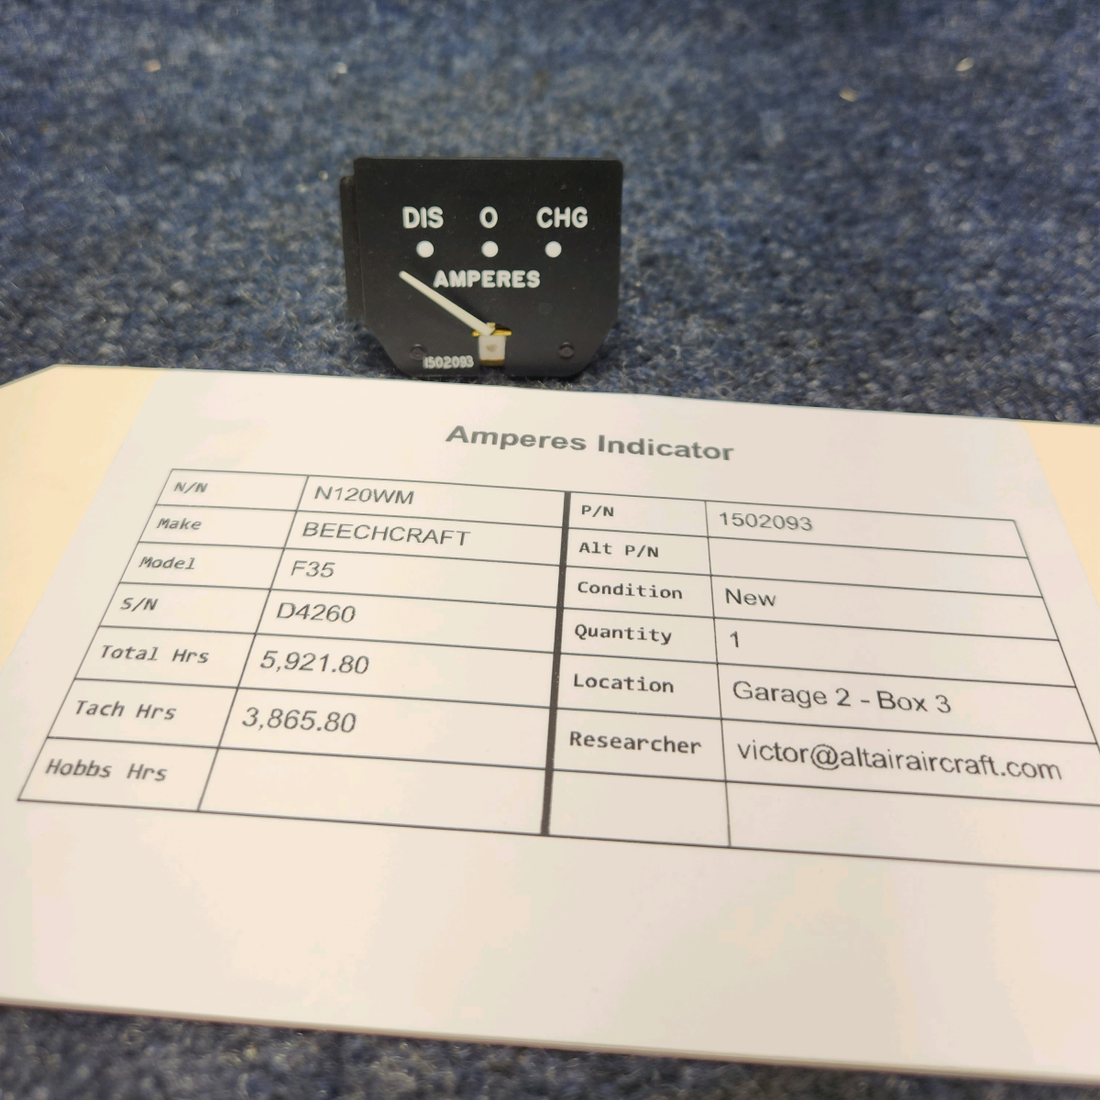 DIS O CHG
AMPERES
1502093
Amperes Indicator
N/N N120WM P/N 1502093
Make BEECHCRAFT Alt P/N
Model F35 Condition New
S/N D4260 Quantity 1
Total Hrs 5,921.80 Location Garage 2 - Box 3
Tach Hrs 3,865.80 Researcher victor@altairaircraft.com
Hobbs Hrs